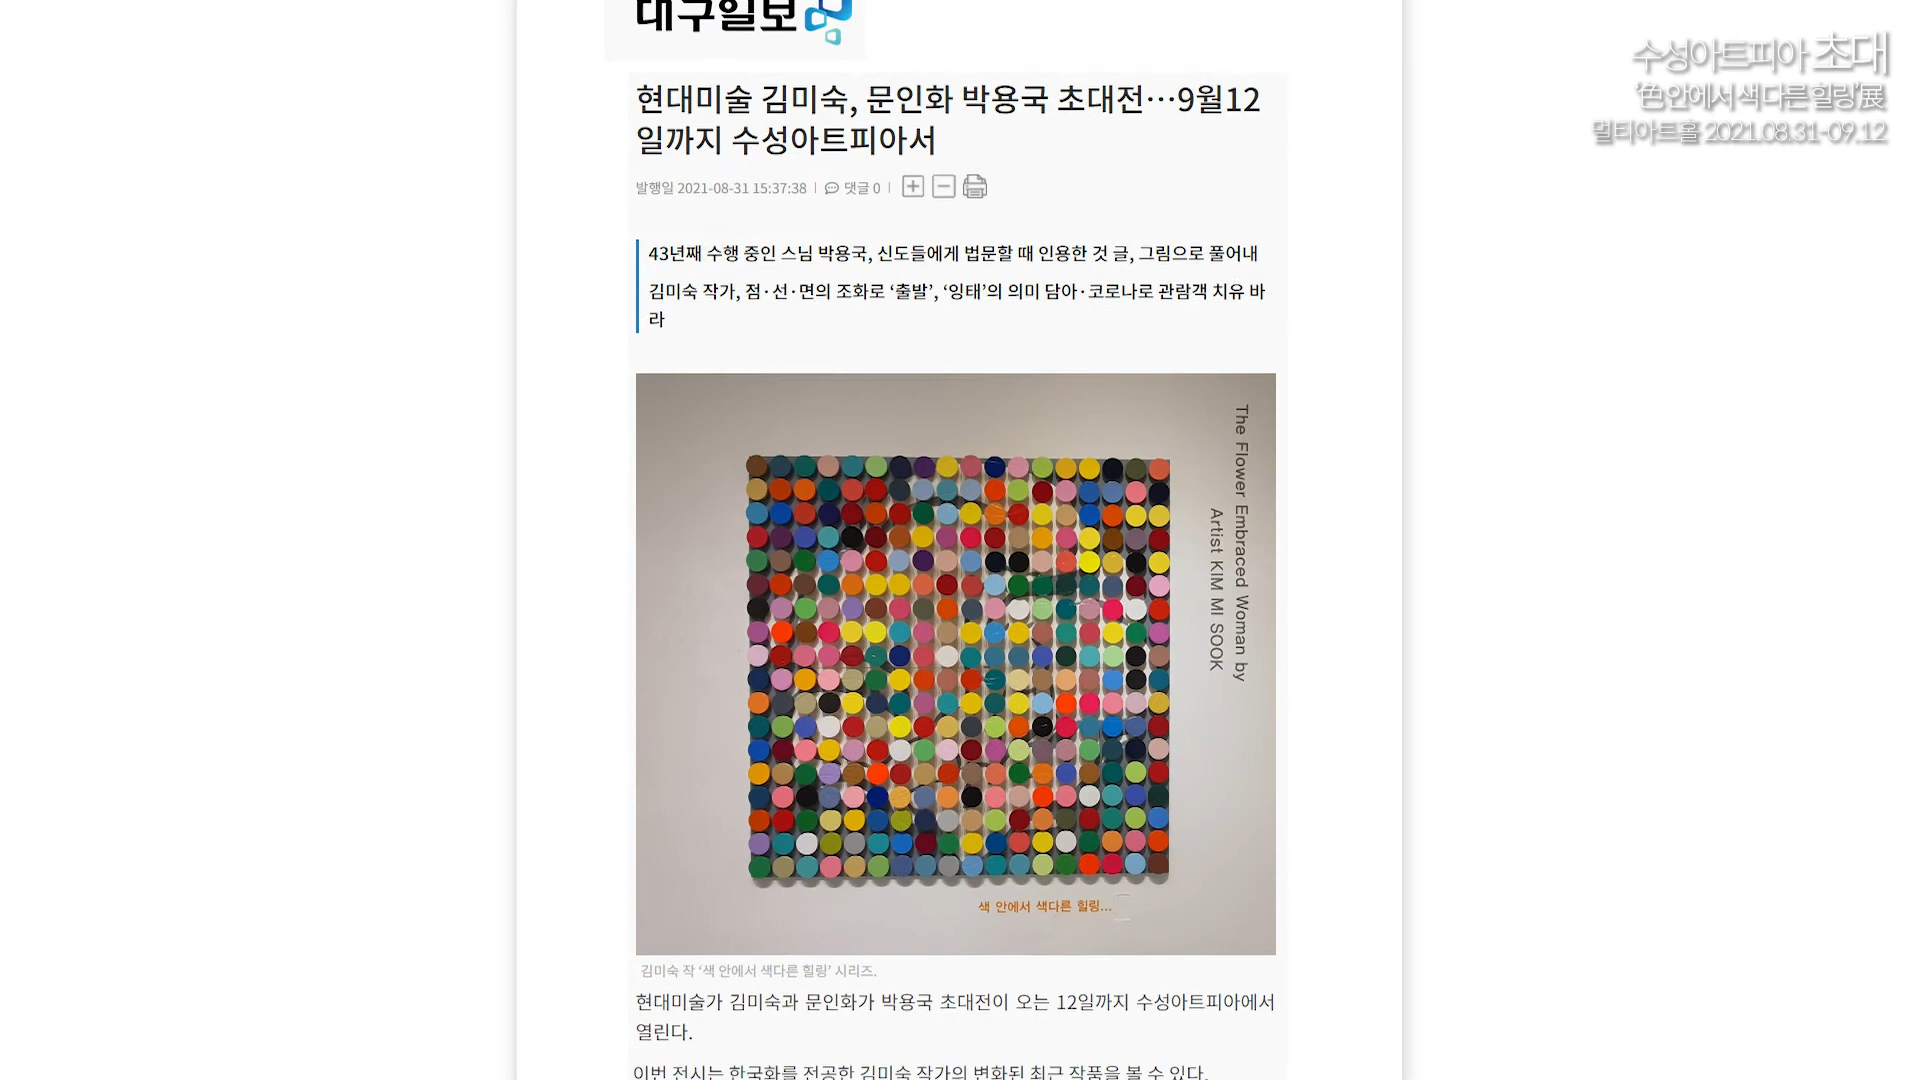 대구일보
수성아트피아 초대
'色 안에서 색다른 힐링'展
멀티아트홀 2021.08.31-09.12
현대미술 김미숙, 문인화 박용국 초대전…9월12
일까지 수성아트피아서
발행일 2021-08-31 15:37:38 | 댓글 0 |
43년째 수행 중인 스님 박용국, 신도들에게 법문할 때 인용한 것 글, 그림으로 풀어내
김미숙 작가, 점·선·면의 조화로 ‘출발’, ‘잉태’의 의미 담아·코로나로 관람객 치유 바
라
The Flower Embraced Woman by
Artist KIM MI SOOK
색 안에서 색다른 힐링...
김미숙 작 ‘색 안에서 색다른 힐링’ 시리즈.
현대미술가 김미숙과 문인화가 박용국 초대전이 오는 12일까지 수성아트피아에서
열린다.
이번 전시는 한국화를 전공한 김미숙 작가의 변화된 최근 작품을 볼 수 있다.